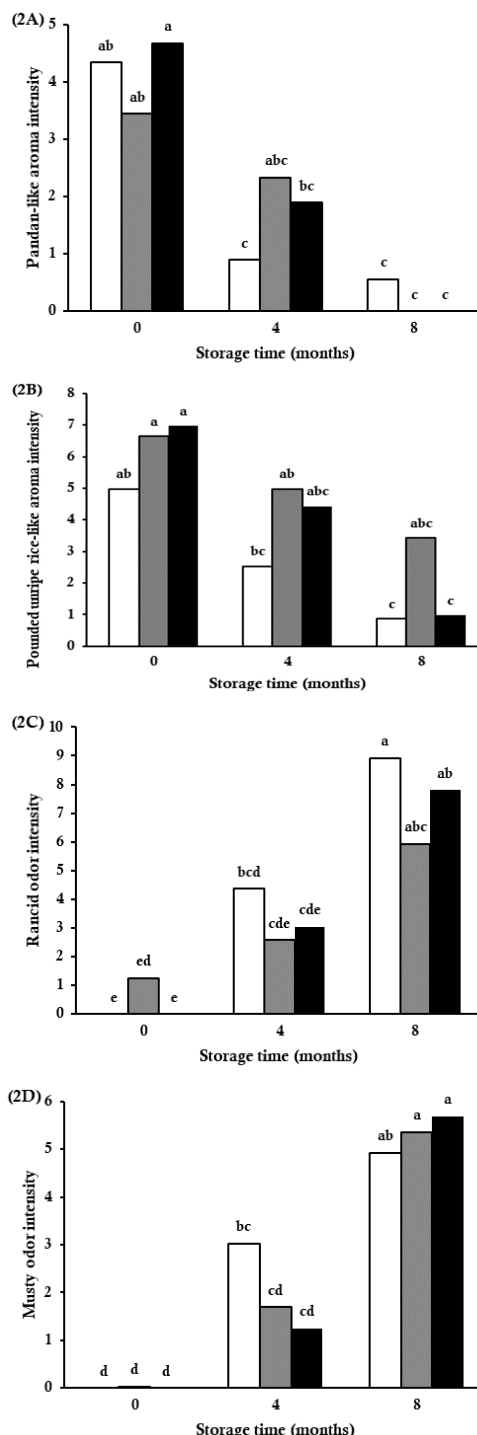 (2A)
Pandan-like aroma intensity
5
4
3
2
1
0
ab
ab
a
c
abc
bc
c
c
c
0
4
8
Storage time (months)
(2B)
Pounded unripe rice-like aroma intensity
8
7
6
5
4
3
2
1
0
ab
a
a
bc
ab
abc
c
abc
c
0
4
8
Storage time (months)
(2C)
Rancid odor intensity
10
9
8
7
6
5
4
3
2
1
0
e
ed
e
bcd
cde
cde
a
abc
ab
0
4
8
Storage time (months)
(2D)
Musty odor intensity
6
5
4
3
2
1
0
d
d
d
bc
cd
cd
ab
a
a
0
4
8
Storage time (months)